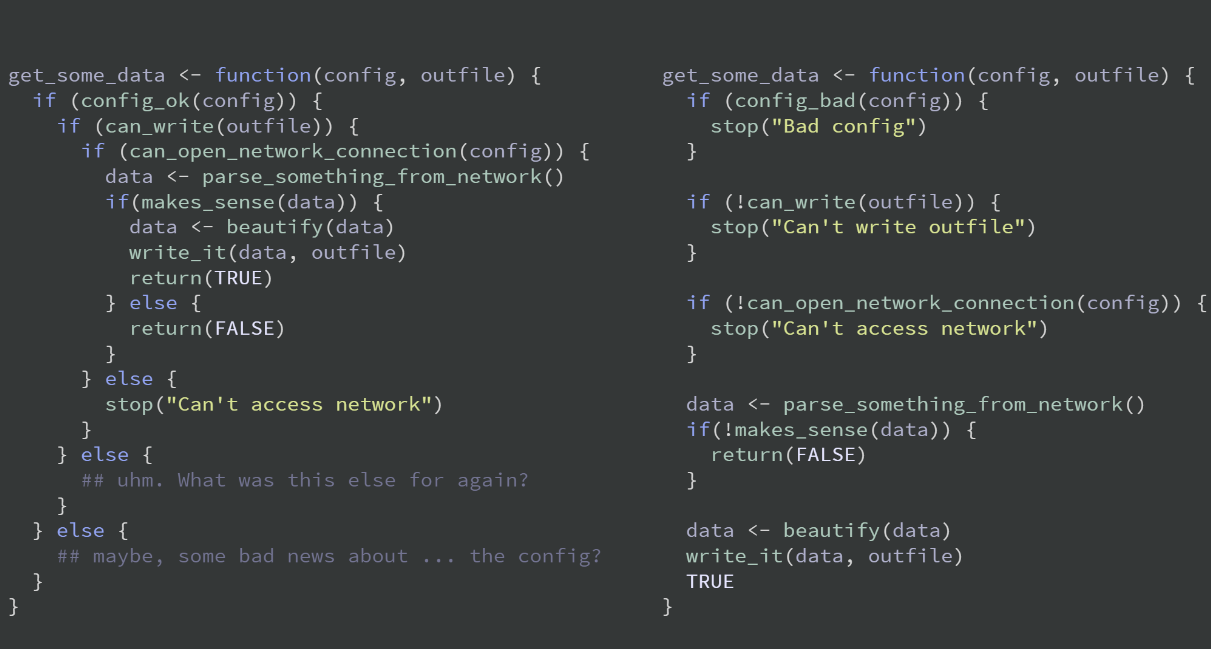 get_some_data <- function(config, outfile) {
  if (config_ok(config)) {
    if (can_write(outfile)) {
      if (can_open_network_connection(config)) {
        data <- parse_something_from_network()
        if(makes_sense(data)) {
          data <- beautify(data)
          write_it(data, outfile)
          return(TRUE)
        } else {
          return(FALSE)
        }
      } else {
        stop("Can't access network")
      }
    } else {
      ## uhm. What was this else for again?
    }
  } else {
    ## maybe, some bad news about ... the config?
  }
}
get_some_data <- function(config, outfile) {
  if (config_bad(config)) {
    stop("Bad config")
  }

  if (!can_write(outfile)) {
    stop("Can't write outfile")
  }

  if (!can_open_network_connection(config)) {
    stop("Can't access network")
  }

  data <- parse_something_from_network()
  if(!makes_sense(data)) {
    return(FALSE)
  }

  data <- beautify(data)
  write_it(data, outfile)
  TRUE
}